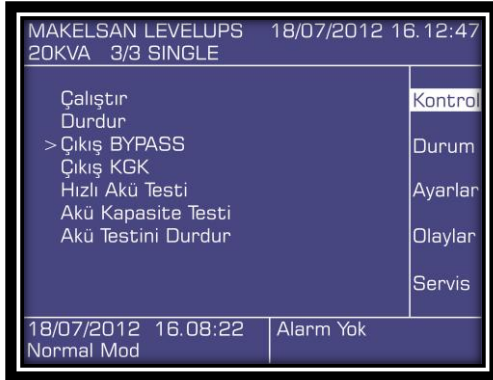 MAKELSAN LEVELUPS 18/07/2012 16.12:47
20KVA 3/3 SINGLE
Çalıştır
Durdur
>Çıkış BYPASS
Çıkış KGK
Hızlı Akü Testi
Akü Kapasite Testi
Akü Testini Durdur
Kontrol
Durum
Ayarlar
Olaylar
Servis
18/07/2012 16.08:22
Normal Mod
Alarm Yok